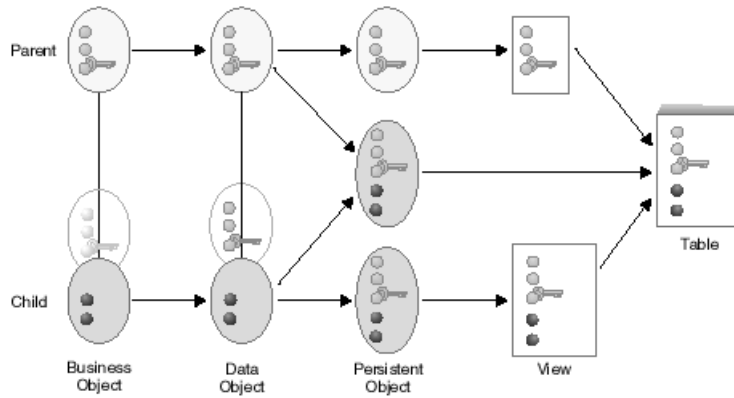 Parent
Table
Child
Business
Object
Data
Object
Persistent
Object
View